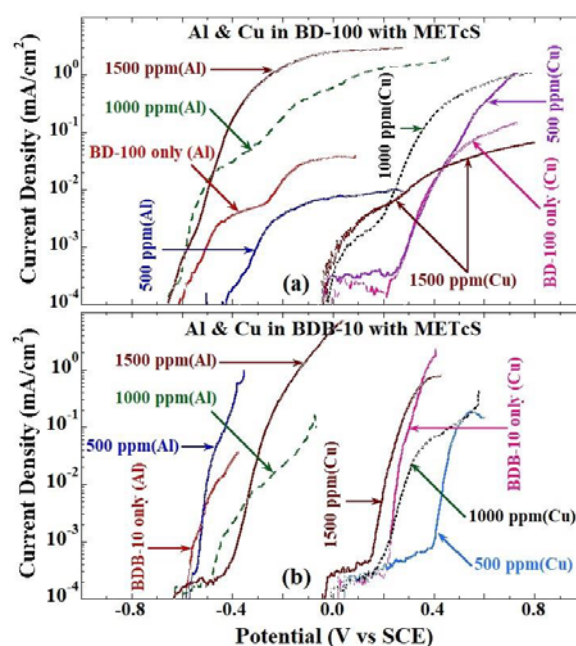 Al & Cu in BD-100 with METcS
1500 ppm(Al)
1000 ppm(Al)
BD-100 only (Al)
500 ppm(Al)
1000 ppm(Cu)
500 ppm(Cu)
BD-100 only (Cu)
1500 ppm(Cu)
(a)
Current Density (mA/cm²)
10⁰
10⁻¹
10⁻²
10⁻³
10⁻⁴
Al & Cu in BDB-10 with METcS
1500 ppm(Al)
1000 ppm(Al)
500 ppm(Al)
BDB-10 only (Al)
1500 ppm(Cu)
BDB-10 only (Cu)
1000 ppm(Cu)
500 ppm(Cu)
(b)
Current Density (mA/cm²)
10⁰
10⁻¹
10⁻²
10⁻³
10⁻⁴
-0.8 -0.4 0.0 0.4 0.8
Potential (V vs SCE)